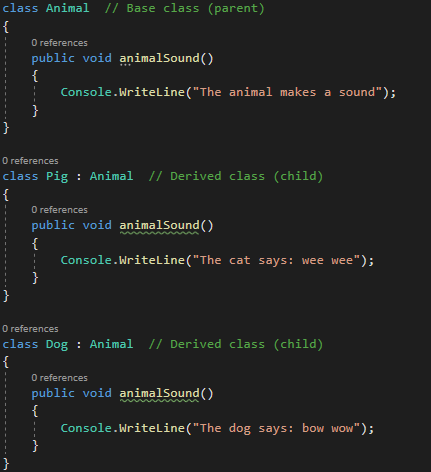 class Animal  // Base class (parent)
{
0 references
public void animalSound()
{
Console.WriteLine("The animal makes a sound");
}
}
0 references
class Pig : Animal  // Derived class (child)
{
0 references
public void animalSound()
{
Console.WriteLine("The cat says: wee wee");
}
}
0 references
class Dog : Animal  // Derived class (child)
{
0 references
public void animalSound()
{
Console.WriteLine("The dog says: bow wow");
}
}